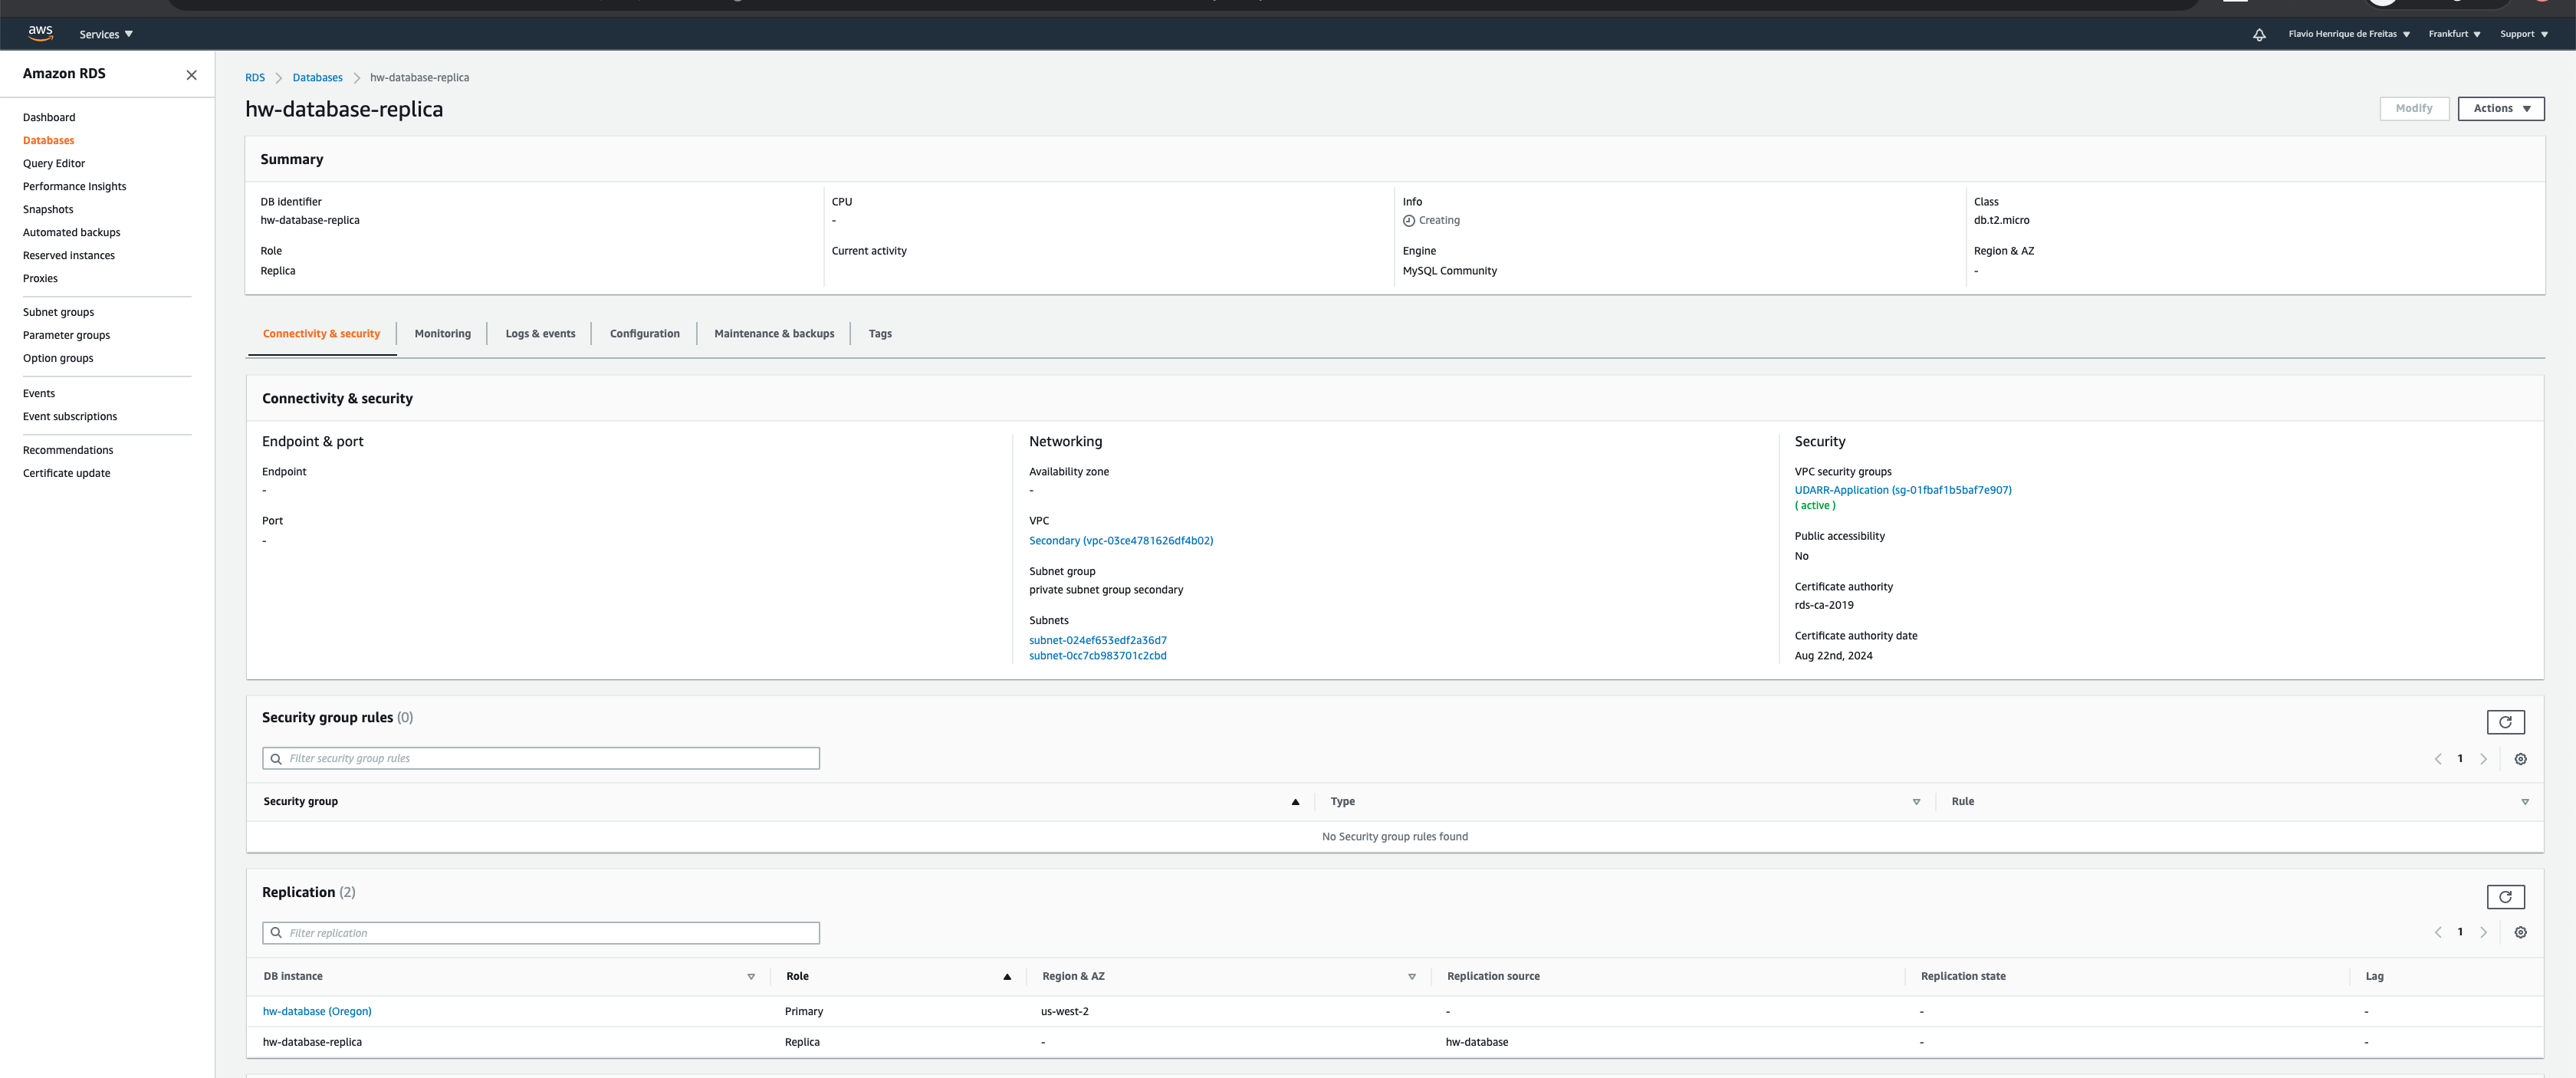 aws
Services
Flavio Henrique de Freitas
Frankfurt
Support
Amazon RDS
Dashboard
Databases
Query Editor
Performance Insights
Snapshots
Automated backups
Reserved instances
Proxies
Subnet groups
Parameter groups
Option groups
Events
Event subscriptions
Recommendations
Certificate update
RDS > Databases > hw-database-replica
hw-database-replica
Modify
Actions
Summary
DB identifier
hw-database-replica
Role
Replica
CPU
-
Current activity
Info
Creating
Engine
MySQL Community
Class
db.t2.micro
Region & AZ
-
Connectivity & security
Monitoring
Logs & events
Configuration
Maintenance & backups
Tags
Connectivity & security
Endpoint & port
Endpoint
-
Port
-
Networking
Availability zone
-
VPC
Secondary (vpc-03ce4781626df4b02)
Subnet group
private subnet group secondary
Subnets
subnet-024ef653edf2a36d7
subnet-0cc7cb983701c2cbd
Security
VPC security groups
UDARR-Application (sg-01fbaf1b5baf7e907)
( active )
Public accessibility
No
Certificate authority
rds-ca-2019
Certificate authority date
Aug 22nd, 2024
Security group rules (0)
Filter security group rules
1
Security group Type Rule
No Security group rules found
Replication (2)
Filter replication
1
DB instance Role Region & AZ Replication source Replication state Lag
hw-database (Oregon) Primary us-west-2 - - -
hw-database-replica Replica - hw-database - -